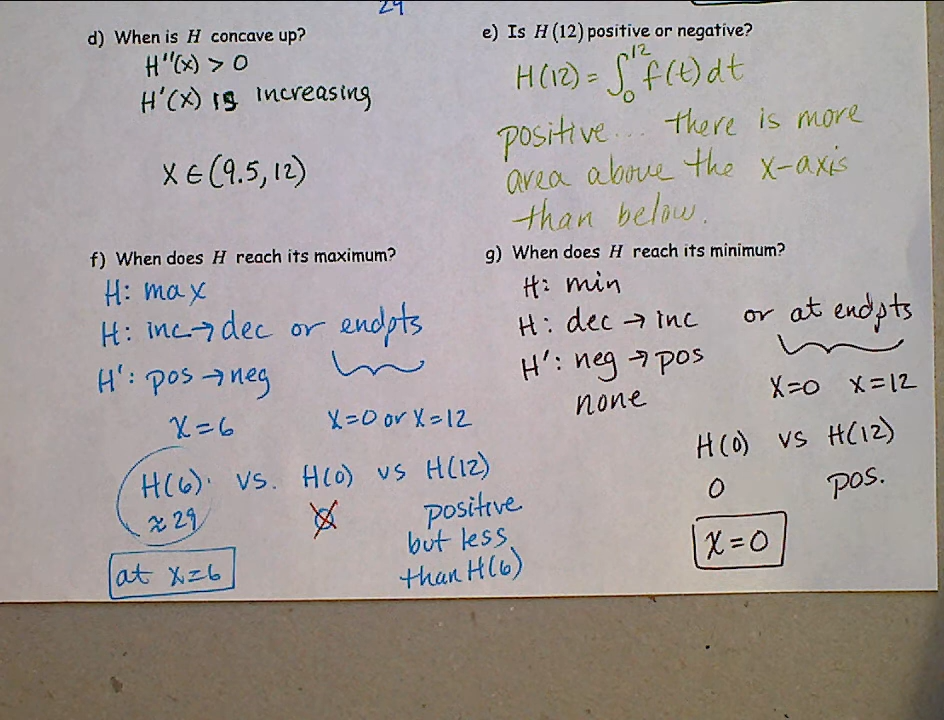 24
d) When is H concave up?
H''(x) > 0
H'(x) is increasing
x ∈ (9.5, 12)
e) Is H(12) positive or negative?
H(12) = ∫₀¹² f(t) dt
positive... there is more
area above the x-axis
than below.
f) When does H reach its maximum?
H: max
H: inc → dec or endpts
H': pos → neg
x=6 x=0 or x=12
H(6) vs. H(0) vs H(12)
≈ 29 0 positive
but less
than H(6)
at x=6
g) When does H reach its minimum?
H: min
H: dec → inc or at endpts
H': neg → pos
none x=0 x=12
H(0) vs H(12)
0 pos.
x=0